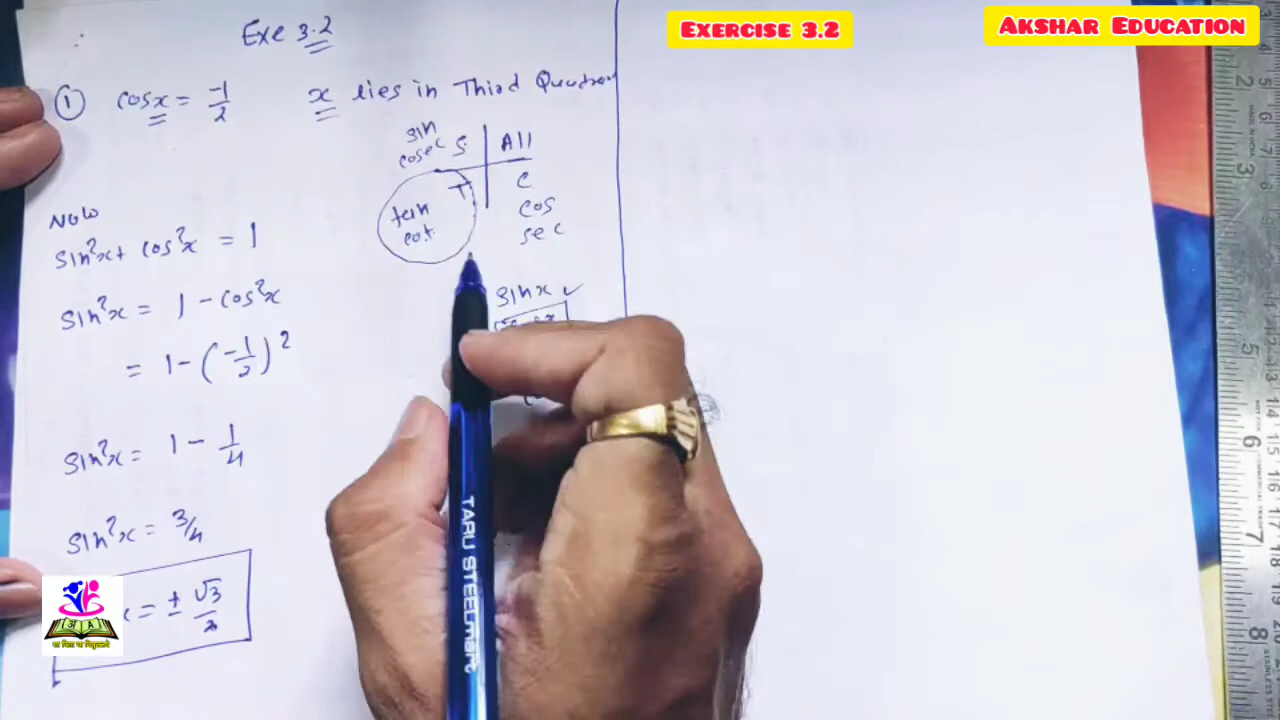 Exe 3.2
EXERCISE 3.2
AKSHAR EDUCATION
① cosx = -1/2 x lies in Third Quadran
sin
cosec S All
T C
tan cos
cot sec
Now
sin²x + cos²x = 1
sin²x = 1 - cos²x
= 1 - (-1/2)²
sin²x = 1 - 1/4
sin²x = 3/4
x = ± √3/2
sinx ✓
TARU STEELmart